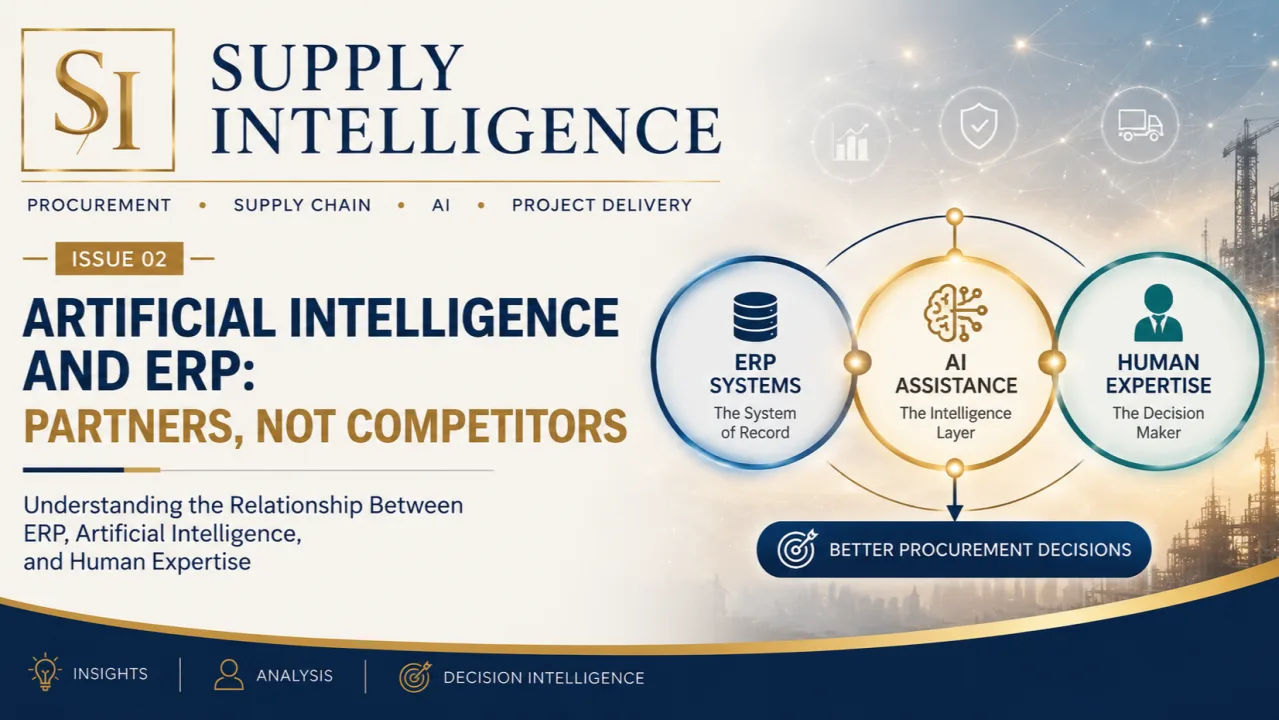 SI
SUPPLY
INTELLIGENCE
PROCUREMENT • SUPPLY CHAIN • AI • PROJECT DELIVERY
ISSUE 02
ARTIFICIAL INTELLIGENCE
AND ERP:
PARTNERS, NOT COMPETITORS
Understanding the Relationship Between
ERP, Artificial Intelligence,
and Human Expertise
ERP
SYSTEMS
The System
of Record
AI
ASSISTANCE
The Intelligence
Layer
HUMAN
EXPERTISE
The Decision
Maker
BETTER PROCUREMENT DECISIONS
INSIGHTS
ANALYSIS
DECISION INTELLIGENCE